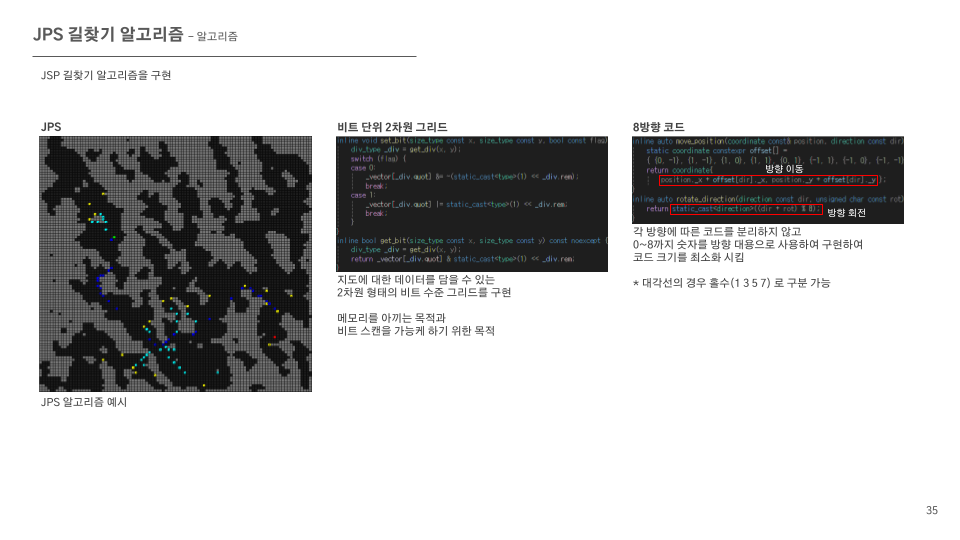 JPS 길찾기 알고리즘 - 알고리즘
JSP 길찾기 알고리즘을 구현
JPS
JPS 알고리즘 예시
비트 단위 2차원 그리드
inline void set_bit(size_type const x, size_type const y, bool const flag)
div_type _div = get_div(x, y);
switch (flag) {
case 0:
_vector[_div.quot] &= ~(static_cast<type>(1) << _div.rem);
break;
case 1:
_vector[_div.quot] |= static_cast<type>(1) << _div.rem;
break;
}
}
inline bool get_bit(size_type const x, size_type const y) const noexcept {
div_type _div = get_div(x, y);
return _vector[_div.quot] & static_cast<type>(1) << _div.rem;
}
지도에 대한 데이터를 담을 수 있는
2차원 형태의 비트 수준 그리드를 구현
메모리를 아끼는 목적과
비트 스캔을 가능케 하기 위한 목적
8방향 코드
inline auto move_position(coordinate const& position, direction const dir
static coordinate constexpr offset[] =
{ {0, -1}, {1, -1}, {1, 0}, {1, 1}, {0, 1}, {-1, 1}, {-1, 0}, {-1, -1}
return coordinate{
방향 이동
position._x + offset[dir]._x, position._y + offset[dir]._y};
}
inline auto rotate_direction(direction const dir, unsigned char const rot)
return static_cast<direction>((dir + rot) % 8);
방향 회전
}
각 방향에 따른 코드를 분리하지 않고
0~8까지 숫자를 방향 대용으로 사용하여 구현하여
코드 크기를 최소화 시킴
* 대각선의 경우 홀수(1 3 5 7) 로 구분 가능
35